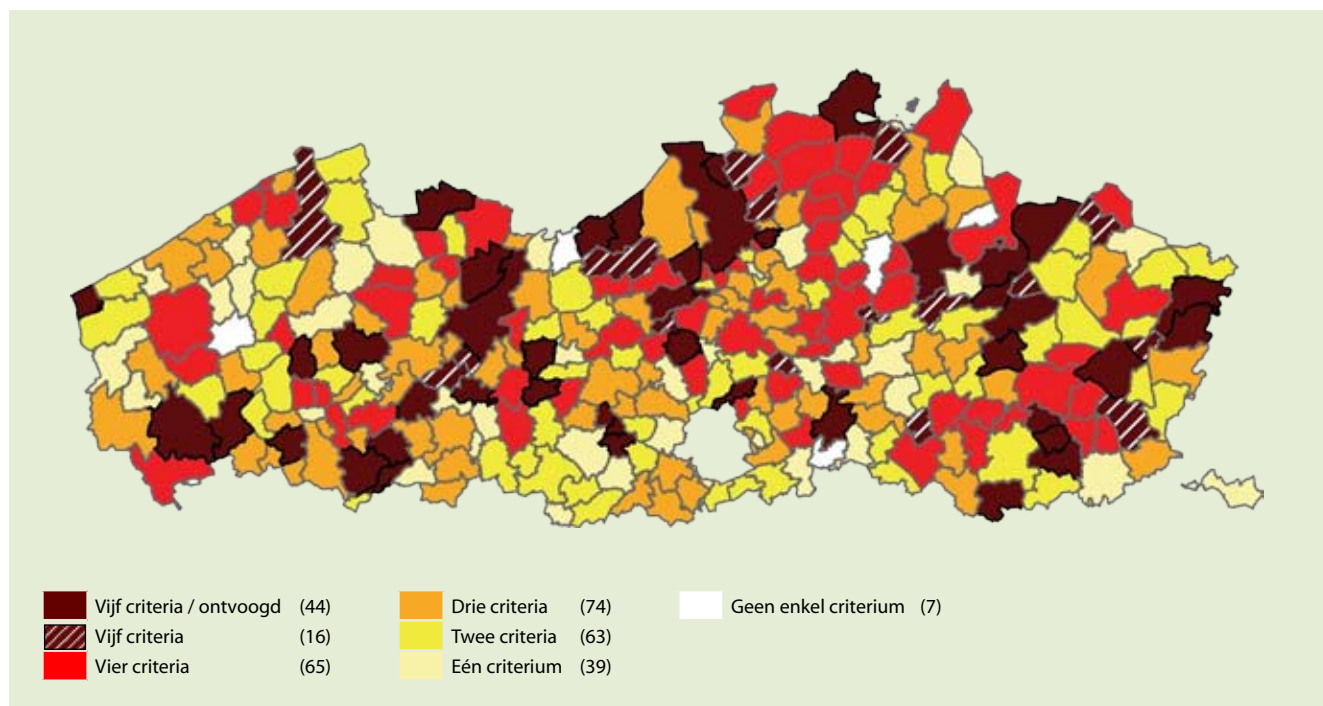 Vijf criteria / ontvoogd (44)
Vijf criteria (16)
Vier criteria (65)
Drie criteria (74)
Twee criteria (63)
Eén criterium (39)
Geen enkel criterium (7)